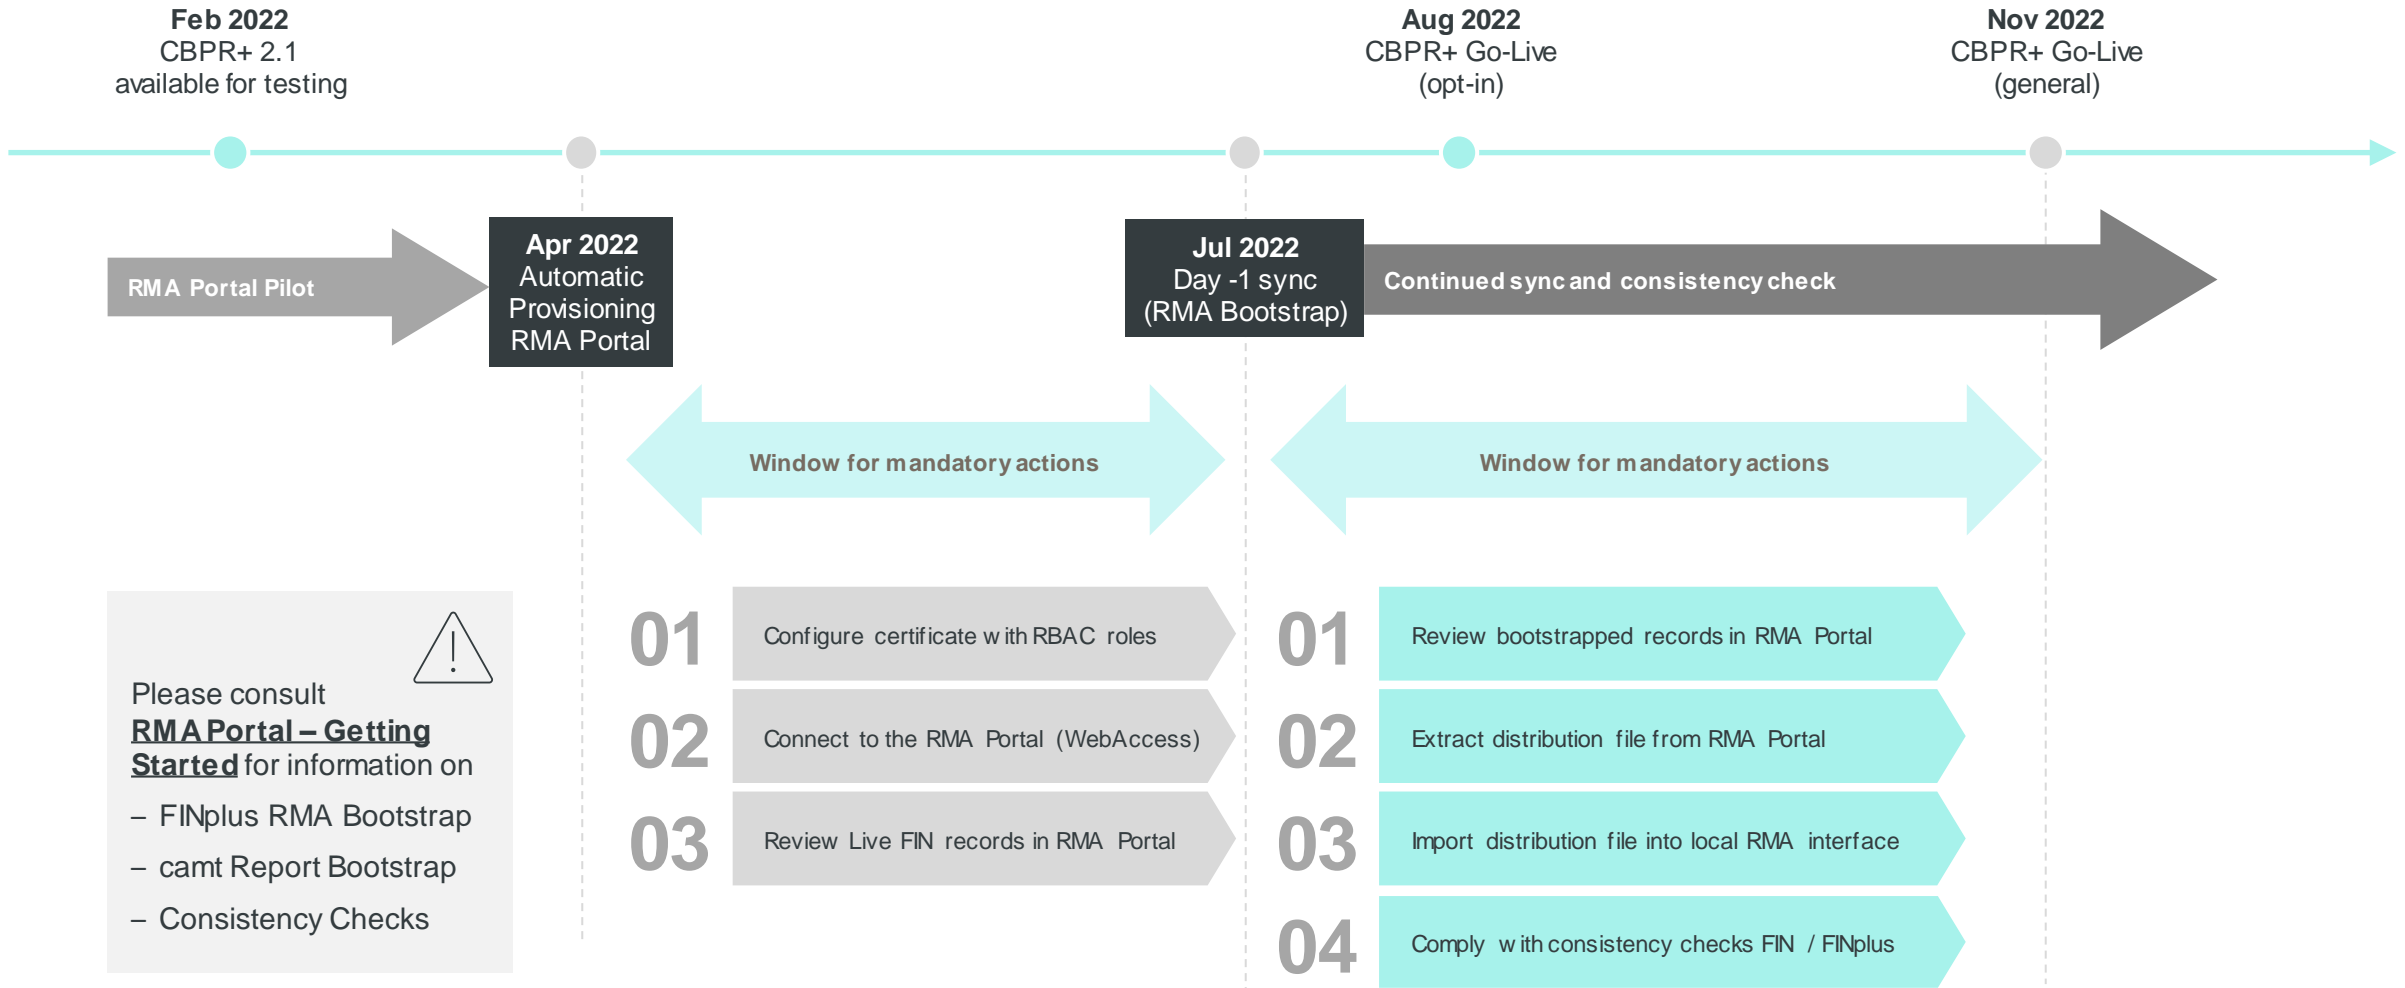 Feb 2022
CBPR+ 2.1
available for testing
Aug 2022
CBPR+ Go-Live
(opt-in)
Nov 2022
CBPR+ Go-Live
(general)
RMA Portal Pilot
Apr 2022
Automatic
Provisioning
RMA Portal
Jul 2022
Day -1 sync
(RMA Bootstrap)
Continued sync and consistency check
Window for mandatory actions
Window for mandatory actions
Please consult
RMA Portal – Getting
Started for information on
– FINplus RMA Bootstrap
– camt Report Bootstrap
– Consistency Checks
01
Configure certificate with RBAC roles
02
Connect to the RMA Portal (WebAccess)
03
Review Live FIN records in RMA Portal
01
Review bootstrapped records in RMA Portal
02
Extract distribution file from RMA Portal
03
Import distribution file into local RMA interface
04
Comply with consistency checks FIN / FINplus